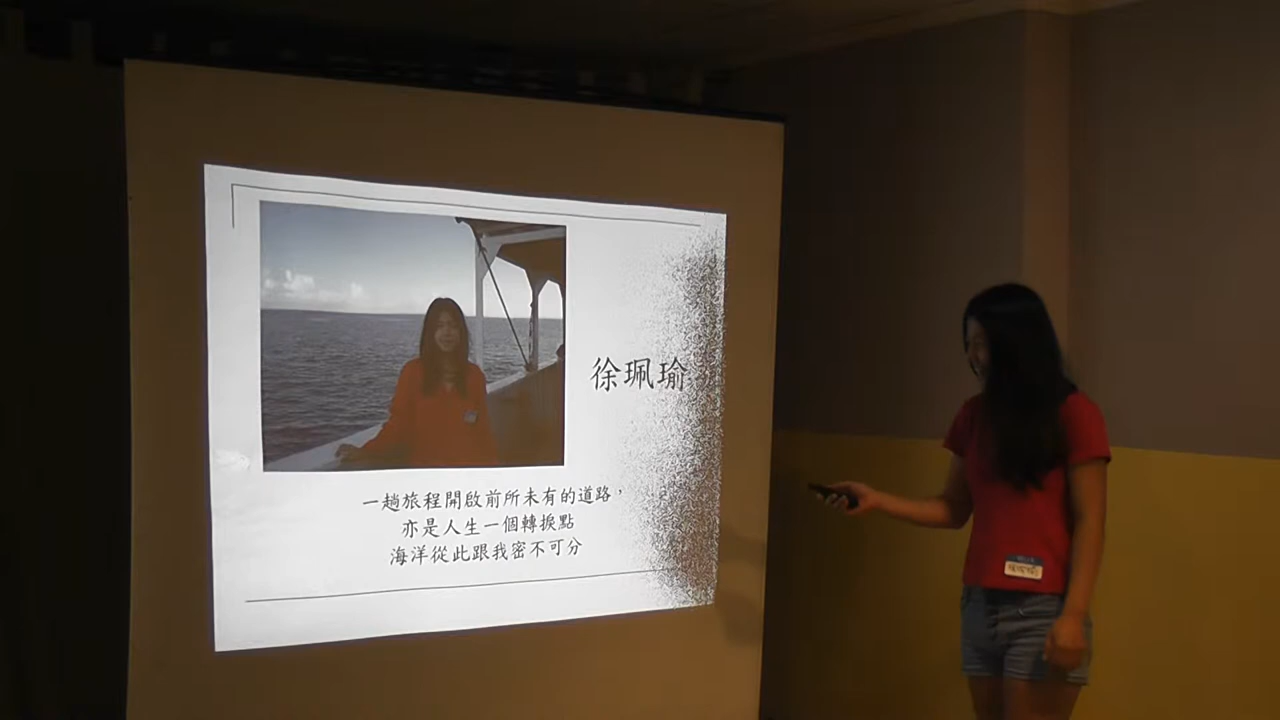 徐珮瑜
一趟旅程開啟前所未有的道路，
亦是人生一個轉捩點
海洋從此跟我密不可分